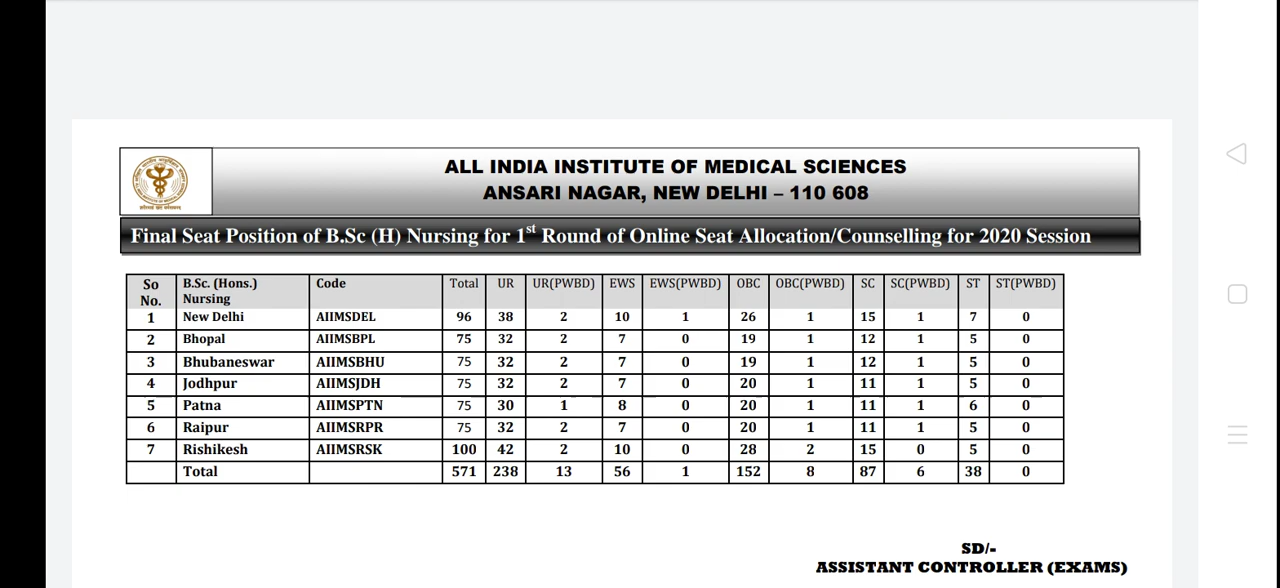 ALL INDIA INSTITUTE OF MEDICAL SCIENCES
ANSARI NAGAR, NEW DELHI – 110 608
Final Seat Position of B.Sc (H) Nursing for 1st Round of Online Seat Allocation/Counselling for 2020 Session
So No. B.Sc. (Hons.) Nursing Code Total UR UR(PWBD) EWS EWS(PWBD) OBC OBC(PWBD) SC SC(PWBD) ST ST(PWBD)
1 New Delhi AIIMSDEL 96 38 2 10 1 26 1 15 1 7 0
2 Bhopal AIIMSBPL 75 32 2 7 0 19 1 12 1 5 0
3 Bhubaneswar AIIMSBHU 75 32 2 7 0 19 1 12 1 5 0
4 Jodhpur AIIMSJDH 75 32 2 7 0 20 1 11 1 5 0
5 Patna AIIMSPTN 75 30 1 8 0 20 1 11 1 6 0
6 Raipur AIIMSRPR 75 32 2 7 0 20 1 11 1 5 0
7 Rishikesh AIIMSRSK 100 42 2 10 0 28 2 15 0 5 0
Total 571 238 13 56 1 152 8 87 6 38 0
SD/-
ASSISTANT CONTROLLER (EXAMS)